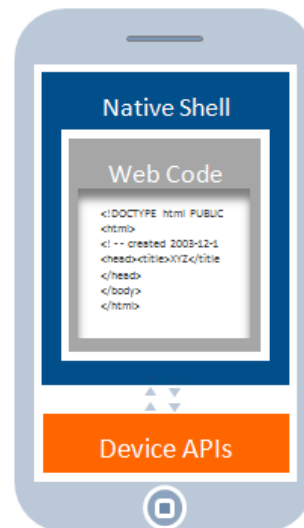 Native Shell
Web Code
<!DOCTYPE html PUBLIC
<html>
<! -- created 2003-12-1
<head><title>XYZ</title
</head>
</body>
</html>
Device APIs